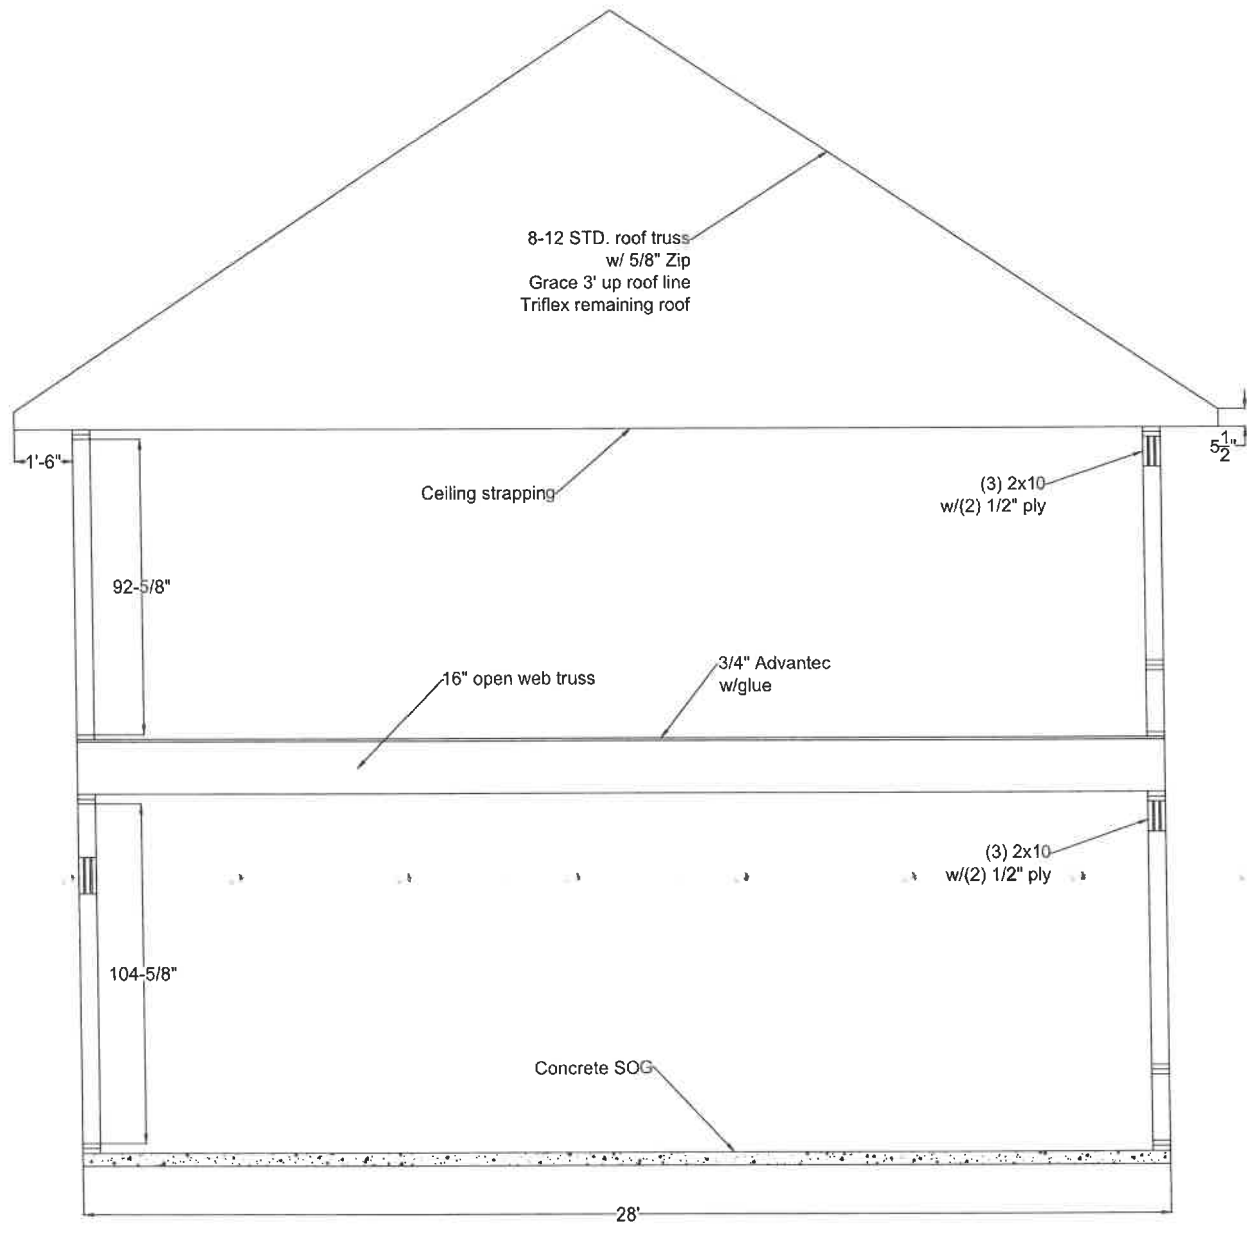 8-12 STD. roof truss
w/ 5/8" Zip
Grace 3' up roof line
Triflex remaining roof
1'-6"
5 1/2"
Ceiling strapping
(3) 2x10
w/(2) 1/2" ply
92-5/8"
16" open web truss
3/4" Advantec
w/glue
(3) 2x10
w/(2) 1/2" ply
104-5/8"
Concrete SOG
28'